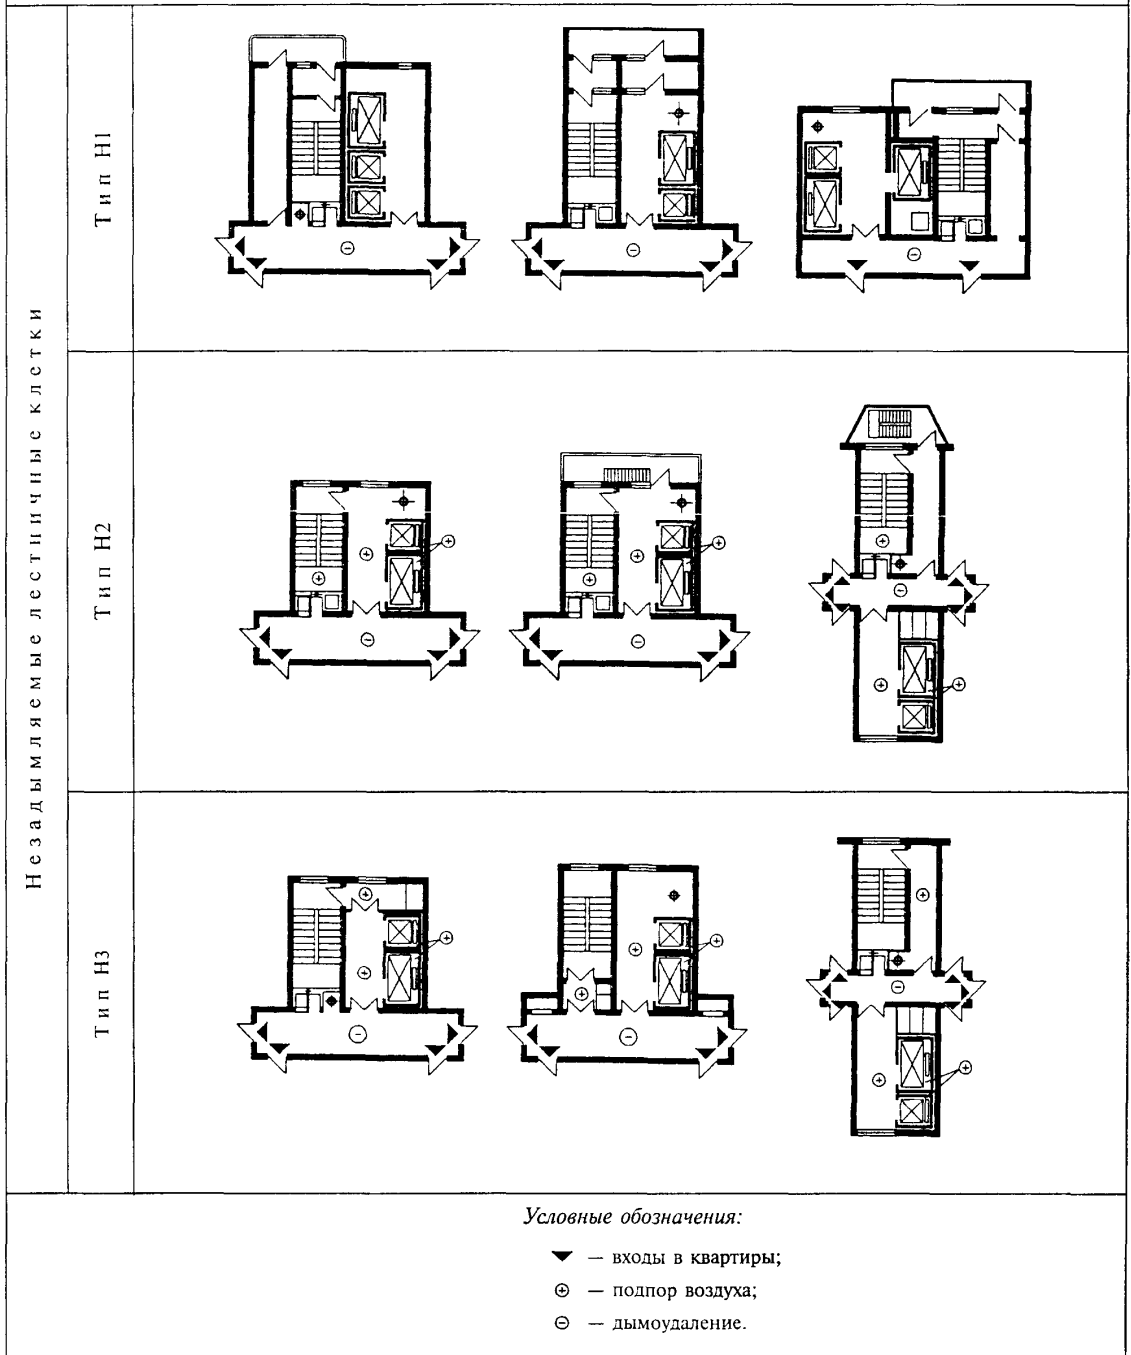 Незадымляемые лестничные клетки
Тип Н1
Тип Н2
Тип Н3
Условные обозначения:
— входы в квартиры;
— подпор воздуха;
— дымоудаление.